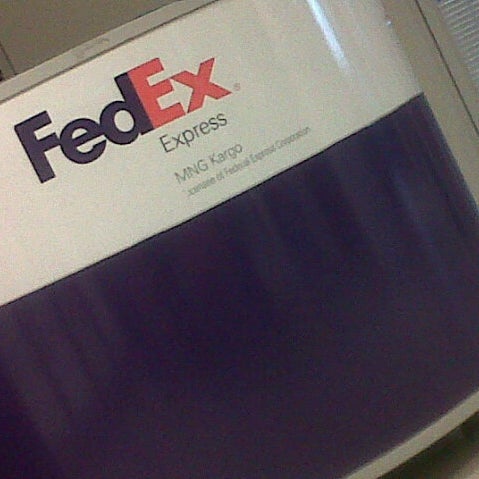 FedEx®
Express
MNG Kargo
Licensee of Federal Express Corporation